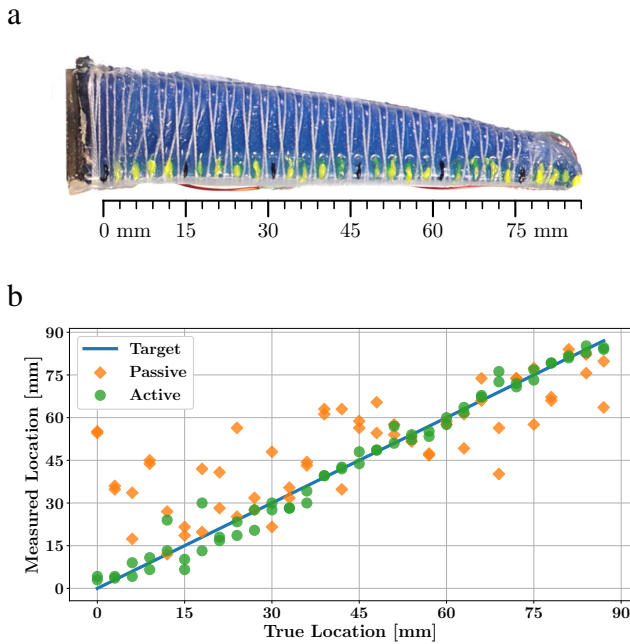 a
0 mm 15 30 45 60 75 mm
b
90
75
60
45
30
15
0
Measured Location [mm]
Target
Passive
Active
0 15 30 45 60 75 90
True Location [mm]